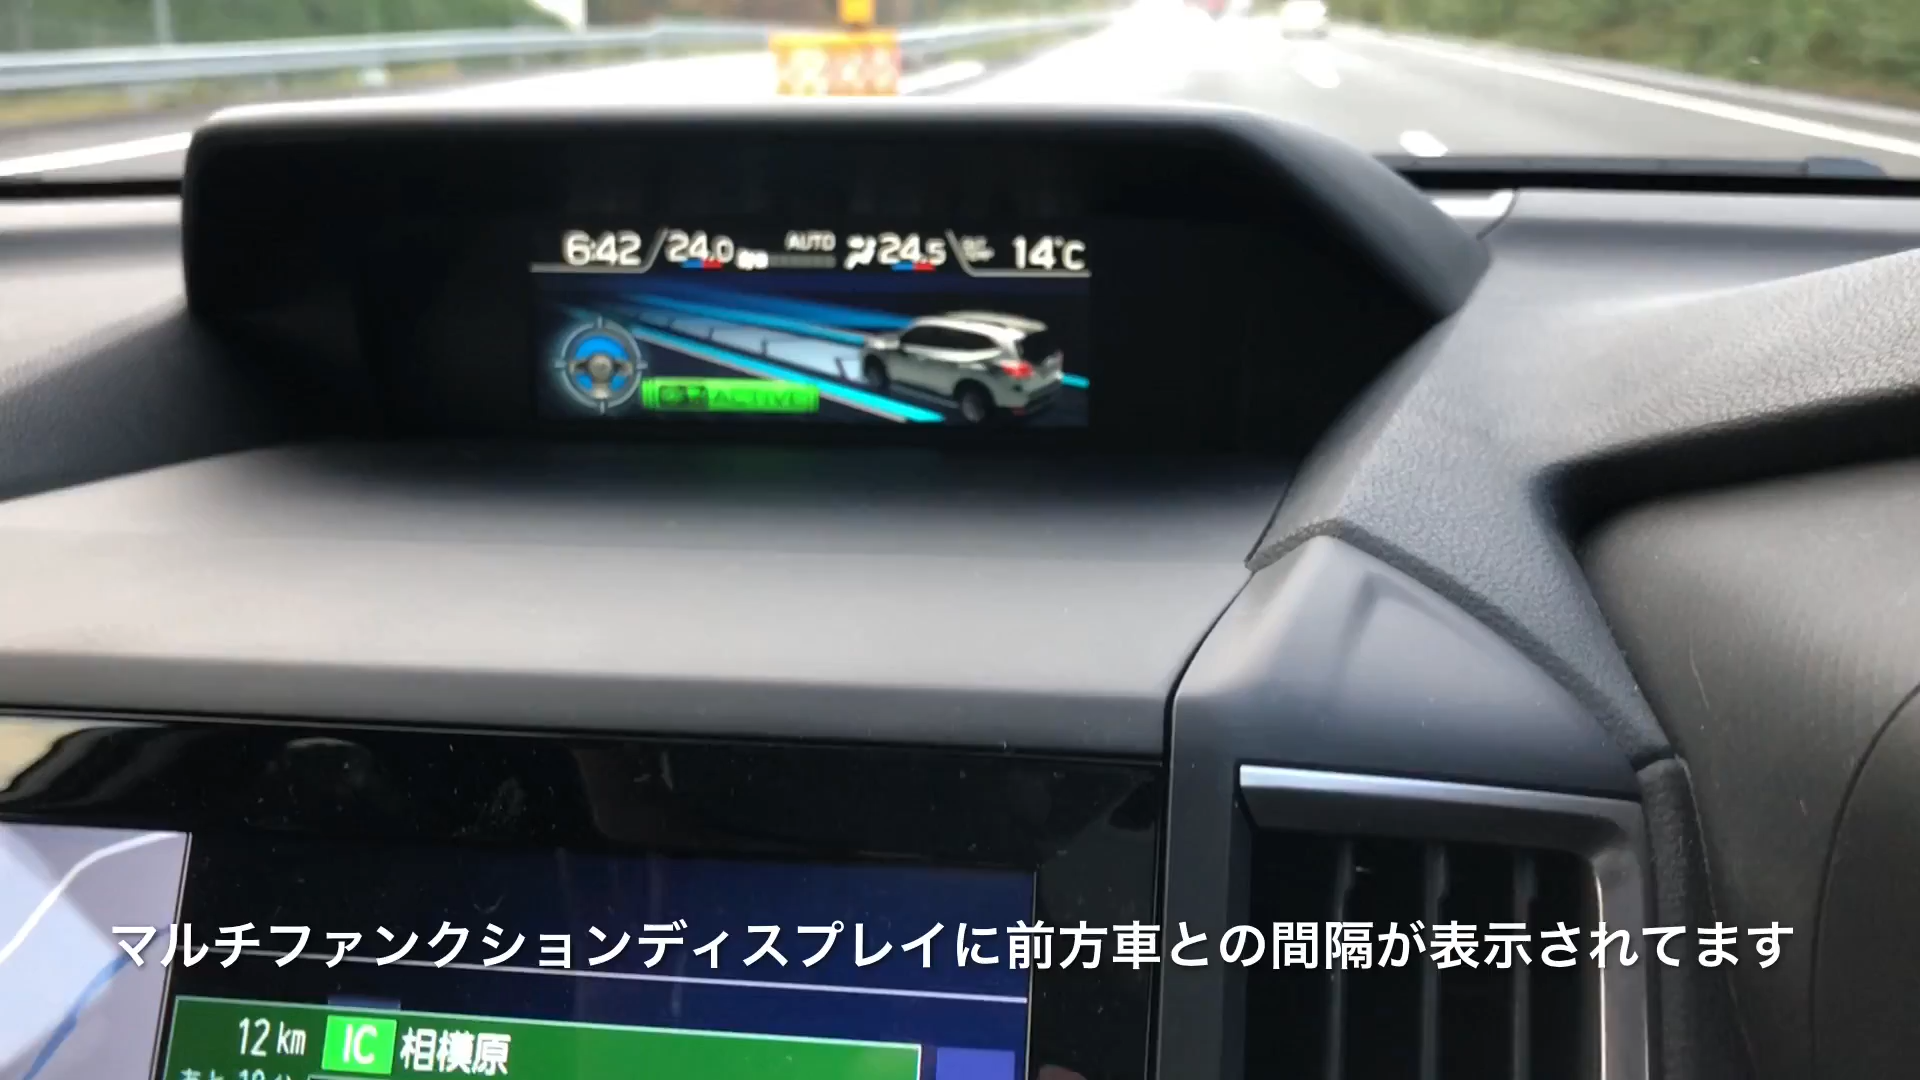 6:42 24.0 AUTO 24.5 14°C
ACTIVE
マルチファンクションディスプレイに前方車との間隔が表示されてます
12km IC 相模原